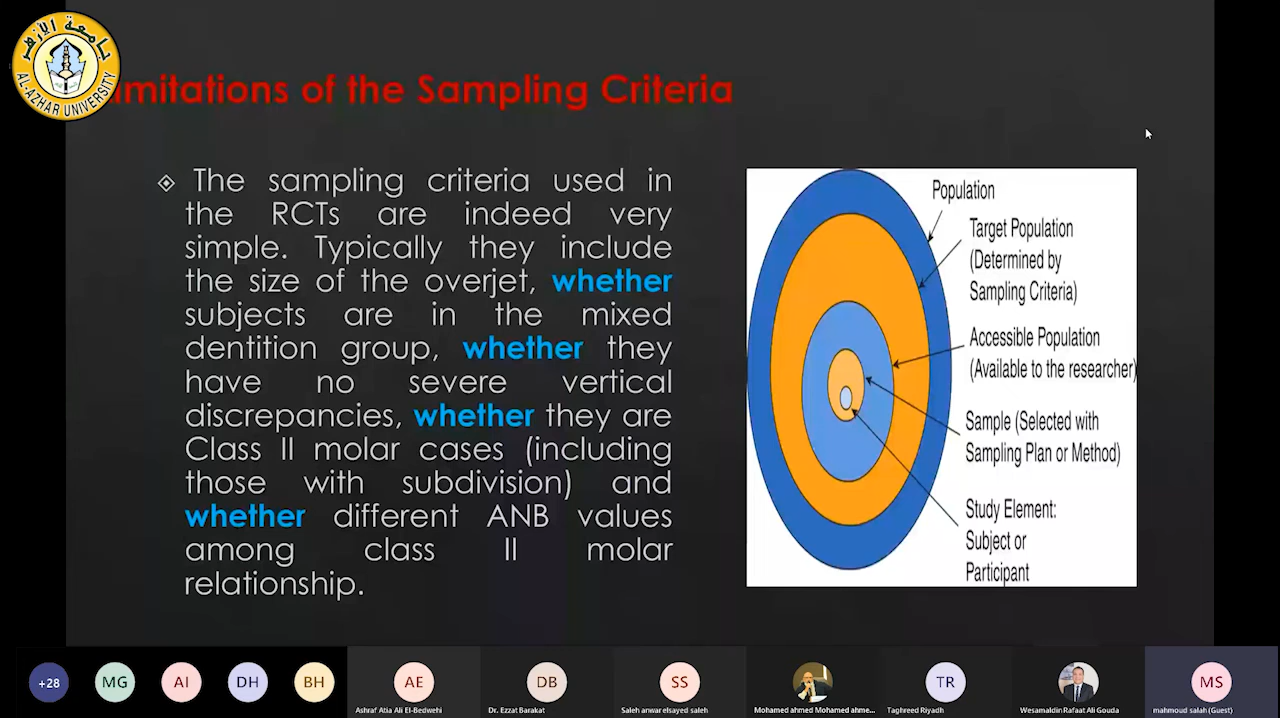 جامعة الأزهر
AL-AZHAR UNIVERSITY
imitations of the Sampling Criteria
The sampling criteria used in
the RCTs are indeed very
simple. Typically they include
the size of the overjet, whether
subjects are in the mixed
dentition group, whether they
have no severe vertical
discrepancies, whether they are
Class II molar cases (including
those with subdivision) and
whether different ANB values
among class II molar
relationship.
Population
Target Population
(Determined by
Sampling Criteria)
Accessible Population
(Available to the researcher)
Sample (Selected with
Sampling Plan or Method)
Study Element:
Subject or
Participant
+28
MG
AI
DH
BH
AE
DB
SS
TR
MS
Ashraf Atia Ali El-Bedwehi
Dr. Ezzat Barakat
Saleh anwar elsayed saleh
Mohamed ahmed Mohamed ahme...
Taghreed Riyadh
Wesamaldin Rafaat Ali Gouda
mahmoud salah (Guest)